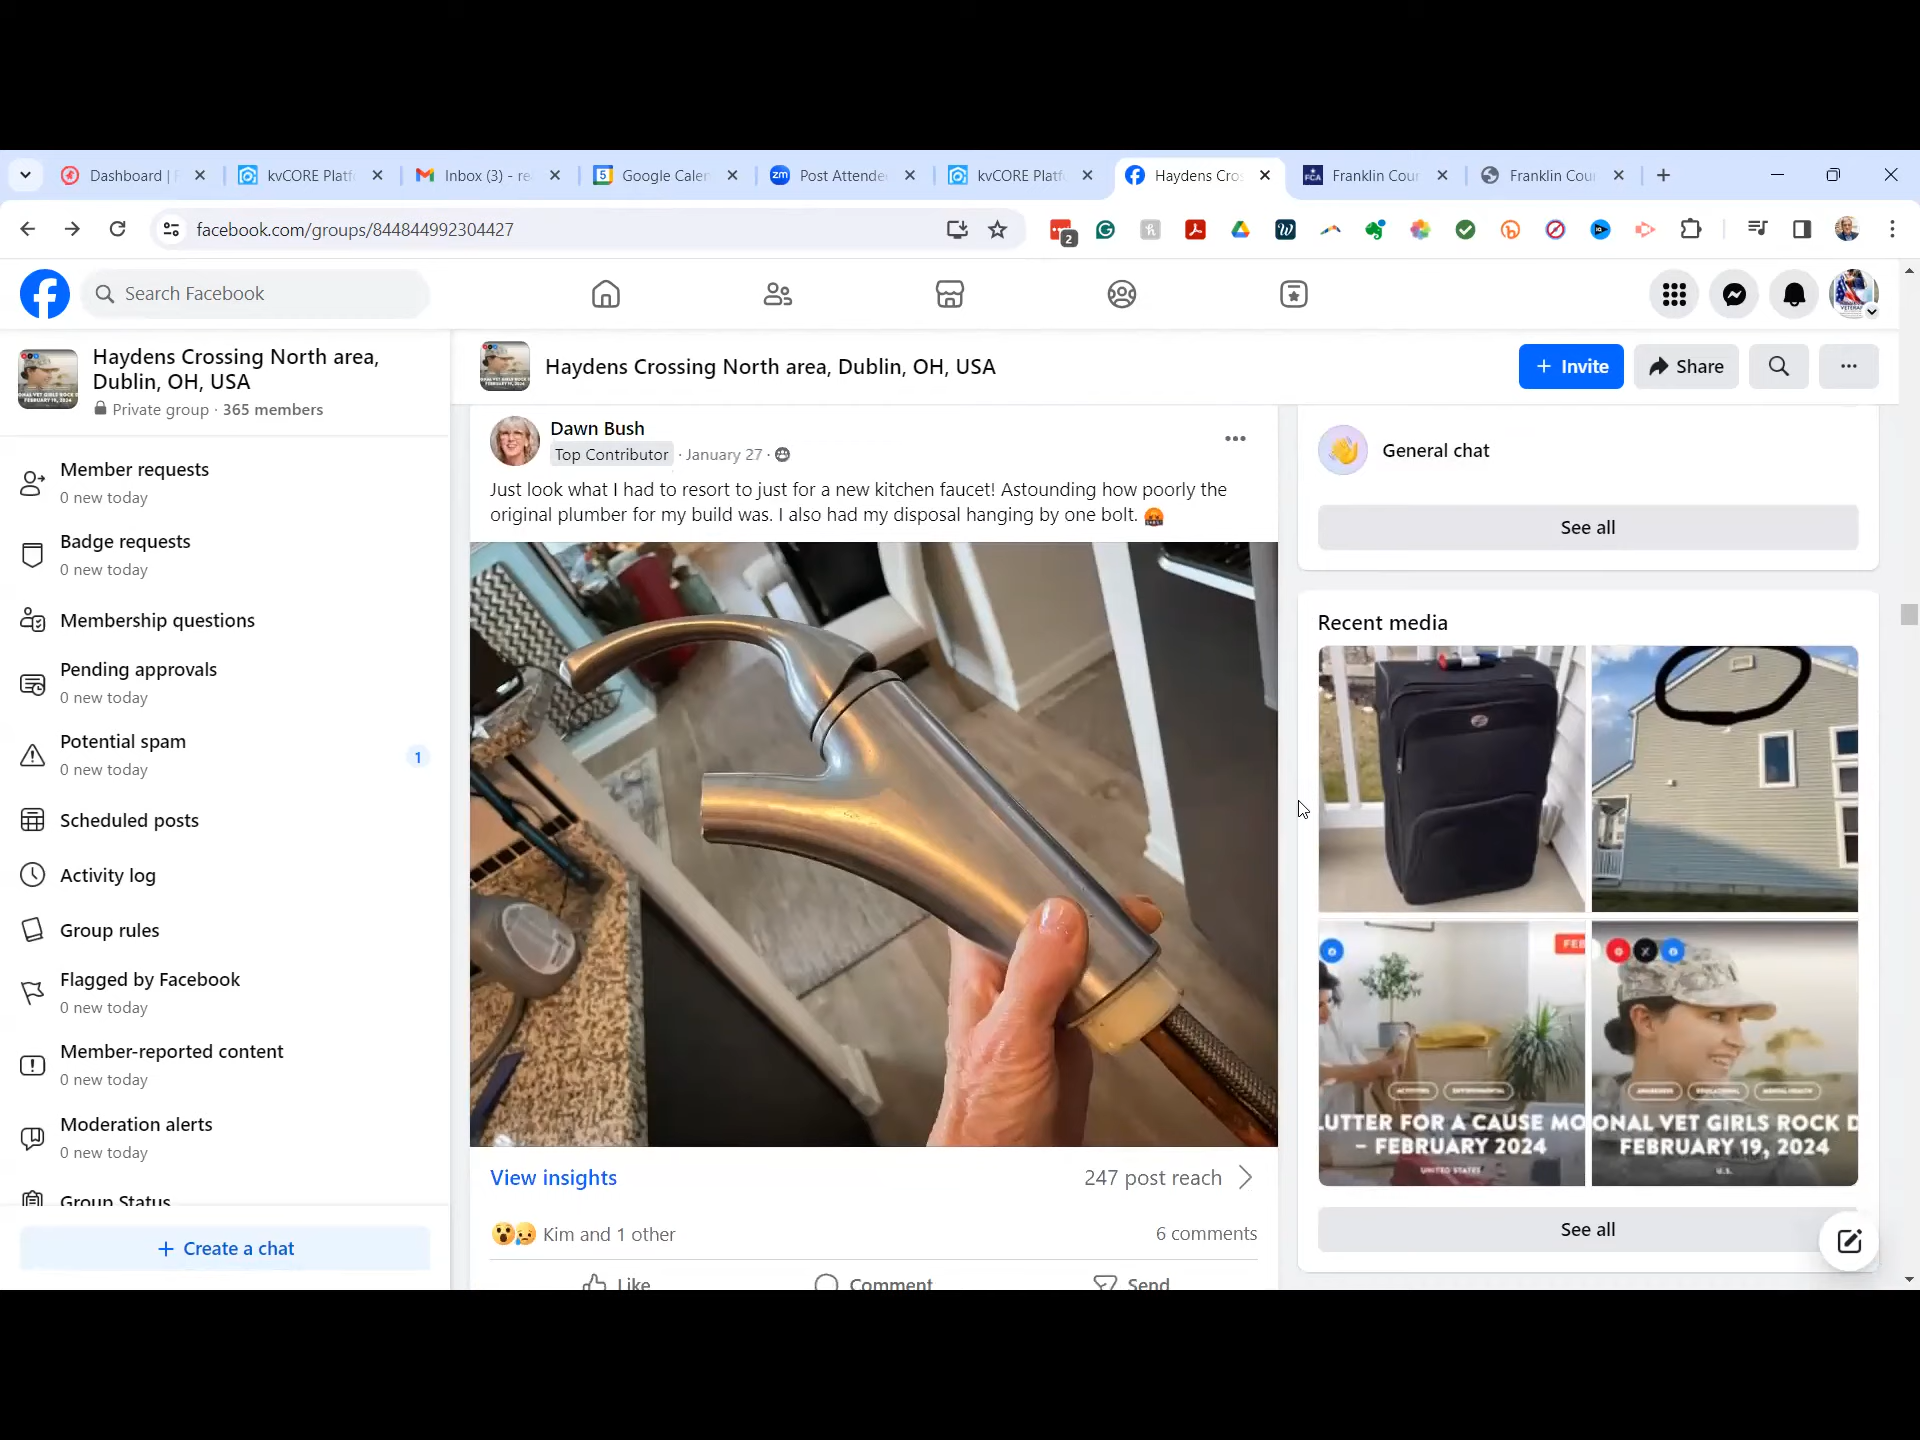 Dashboard |
kvCORE Platf
Inbox (3) - re
Google Calen
Post Attende
kvCORE Platf
Haydens Cros
Franklin Cour
Franklin Cour
facebook.com/groups/844844992304427
2
Search Facebook
Haydens Crossing North area,
Dublin, OH, USA
Private group · 365 members
Member requests
0 new today
Badge requests
0 new today
Membership questions
Pending approvals
0 new today
Potential spam
0 new today
1
Scheduled posts
Activity log
Group rules
Flagged by Facebook
0 new today
Member-reported content
0 new today
Moderation alerts
0 new today
Group Status
+ Create a chat
Haydens Crossing North area, Dublin, OH, USA
+ Invite
Share
Dawn Bush
Top Contributor · January 27 ·
Just look what I had to resort to just for a new kitchen faucet! Astounding how poorly the
original plumber for my build was. I also had my disposal hanging by one bolt. 🤬
View insights
247 post reach
😮😥 Kim and 1 other
6 comments
Like
Comment
Send
General chat
See all
Recent media
FEB
LUTTER FOR A CAUSE MO
– FEBRUARY 2024
UNITED STATES
ONAL VET GIRLS ROCK D
FEBRUARY 19, 2024
U.S.
See all